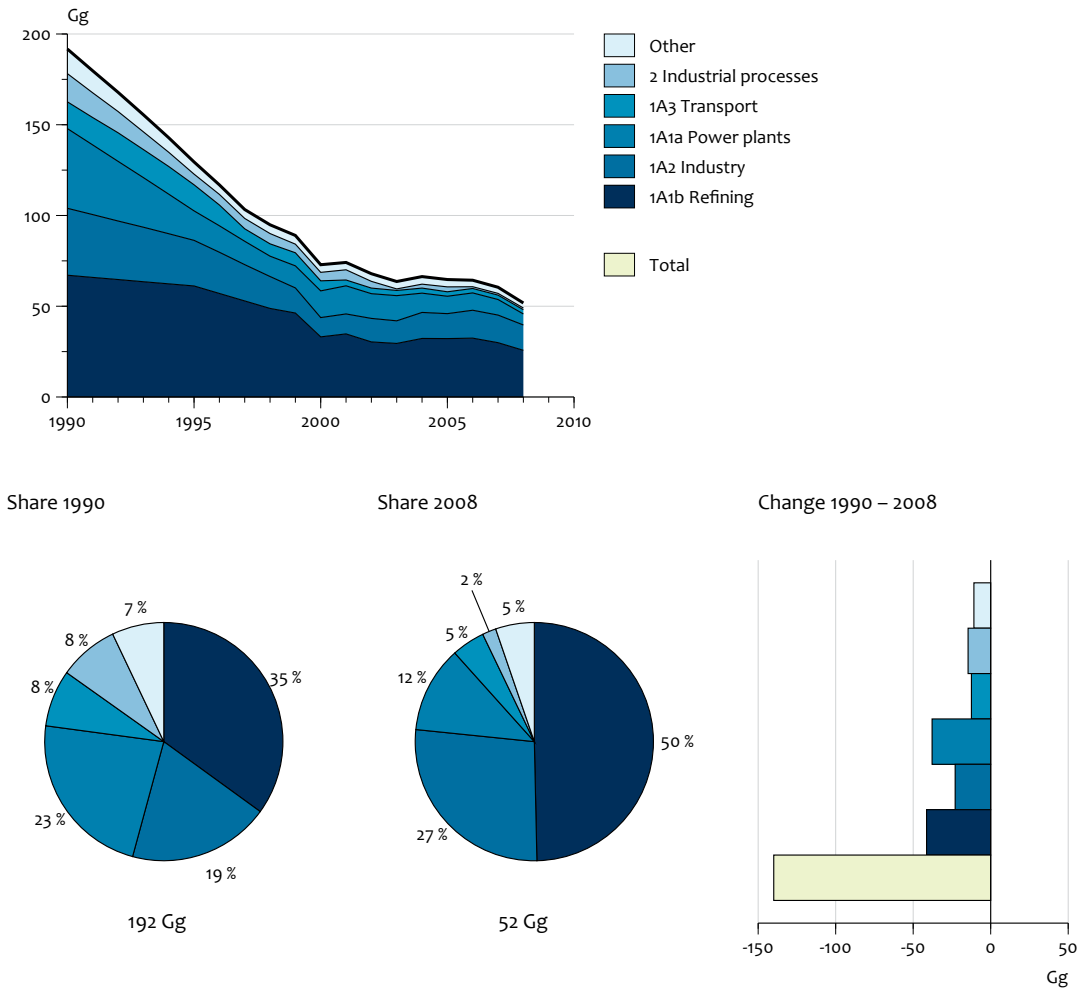 Gg
200
150
100
50
0
1990
1995
2000
2005
2010
Other
2 Industrial processes
1A3 Transport
1A1a Power plants
1A2 Industry
1A1b Refining
Total
Share 1990
7 %
8 %
8 %
35 %
23 %
19 %
192 Gg
Share 2008
2 %
5 %
5 %
12 %
50 %
27 %
52 Gg
Change 1990 – 2008
-150
-100
-50
0
50
Gg